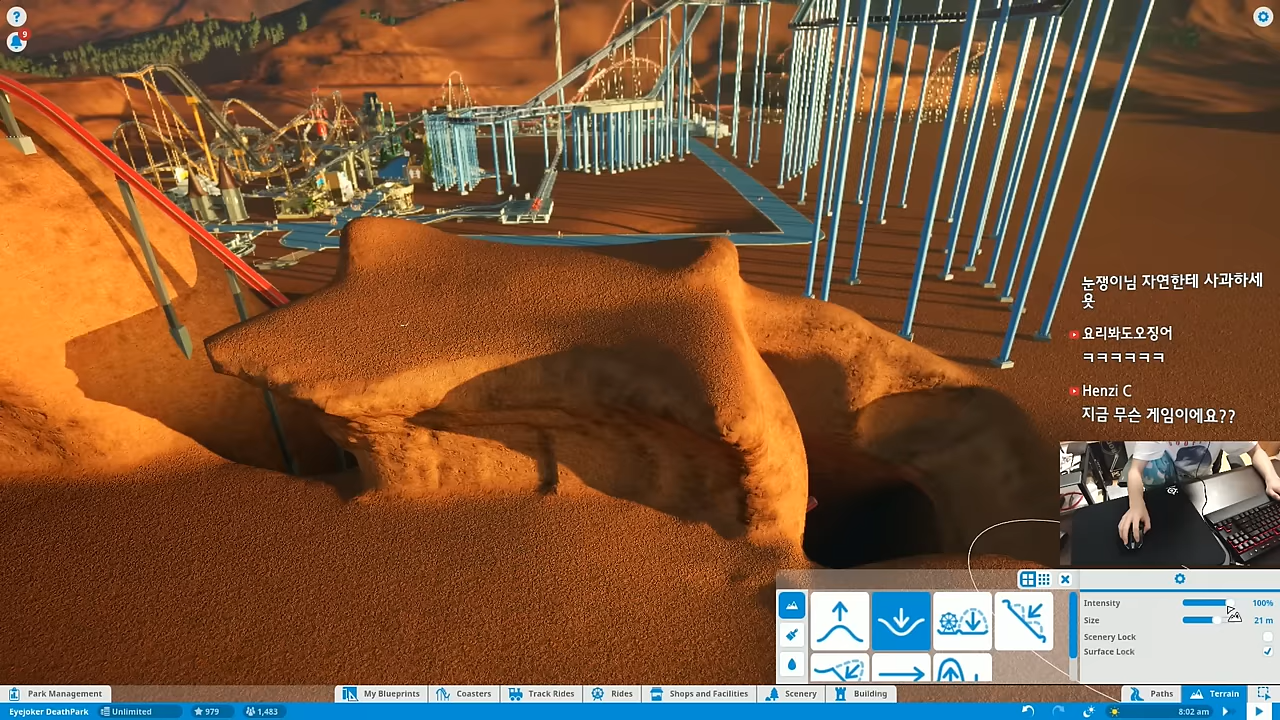 ?
9
눈쟁이님 자연한테 사과하세
욧
요리봐도오징어
ㅋㅋㅋㅋㅋㅋ
Henzi C
지금 무슨 게임이에요??
Intensity 100%
Size 21 m
Scenery Lock
Surface Lock
Park Management My Blueprints Coasters Track Rides Rides Shops and Facilities Scenery Building Paths Terrain
Eyejoker DeathPark Unlimited 979 1,483 8:02 am